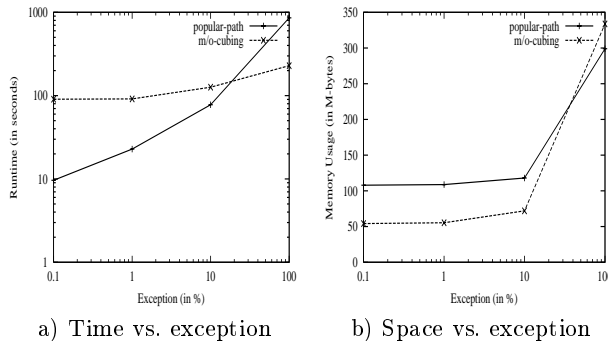 1000
popular-path
m/o-cubing
100
10
1
Runtime (in seconds)
0.1 1 10 100
Exception (in %)
a) Time vs. exception
350
popular-path
m/o-cubing
300
250
200
150
100
50
0
Memory Usage (in M-bytes)
0.1 1 10 100
Exception (in %)
b) Space vs. exception